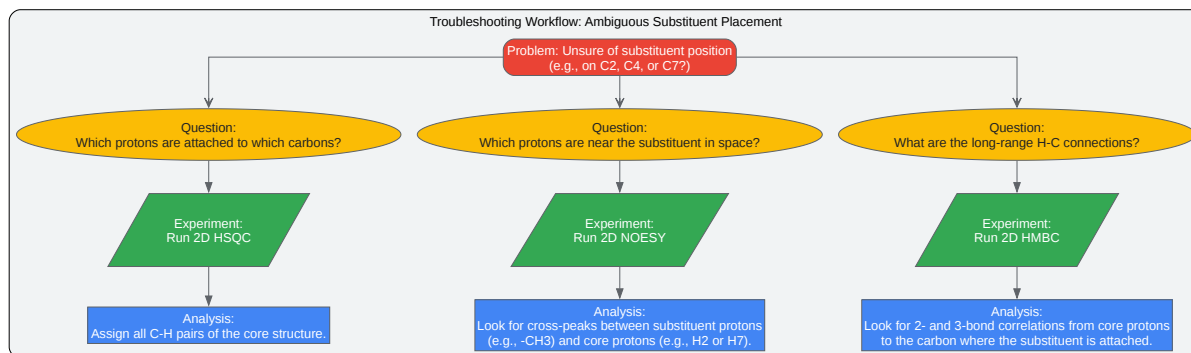 Troubleshooting Workflow: Ambiguous Substituent Placement
Problem: Unsure of substituent position
(e.g., on C2, C4, or C7?)
Question:
Which protons are attached to which carbons?
Question:
Which protons are near the substituent in space?
Question:
What are the long-range H-C connections?
Experiment:
Run 2D HSQC
Experiment:
Run 2D NOESY
Experiment:
Run 2D HMBC
Analysis:
Assign all C-H pairs of the core structure.
Analysis:
Look for cross-peaks between substituent protons
(e.g., -CH3) and core protons (e.g., H2 or H7).
Analysis:
Look for 2- and 3-bond correlations from core protons
to the carbon where the substituent is attached.